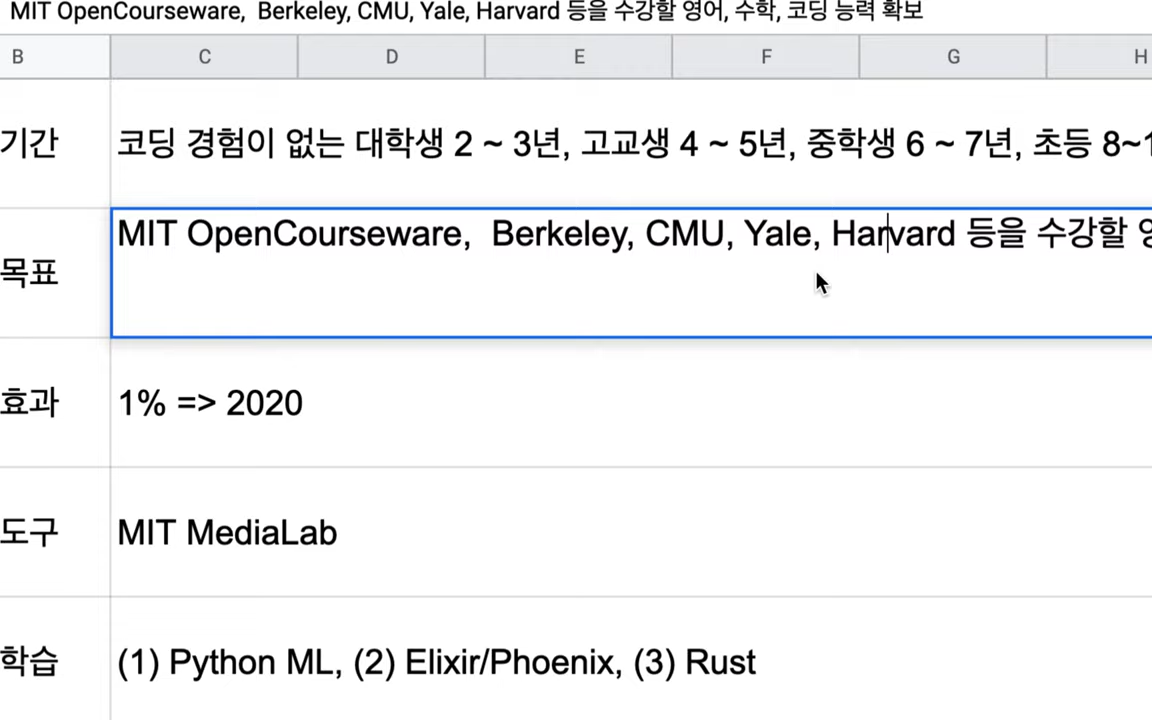 MIT OpenCourseware,  Berkeley, CMU, Yale, Harvard 등을 수강할 영어, 수학, 코딩 능력 확보
B C D E F G H
기간 코딩 경험이 없는 대학생 2 ~ 3년, 고교생 4 ~ 5년, 중학생 6 ~ 7년, 초등 8~1
목표 MIT OpenCourseware,  Berkeley, CMU, Yale, Harvard 등을 수강할
효과 1% => 2020
도구 MIT MediaLab
학습 (1) Python ML, (2) Elixir/Phoenix, (3) Rust